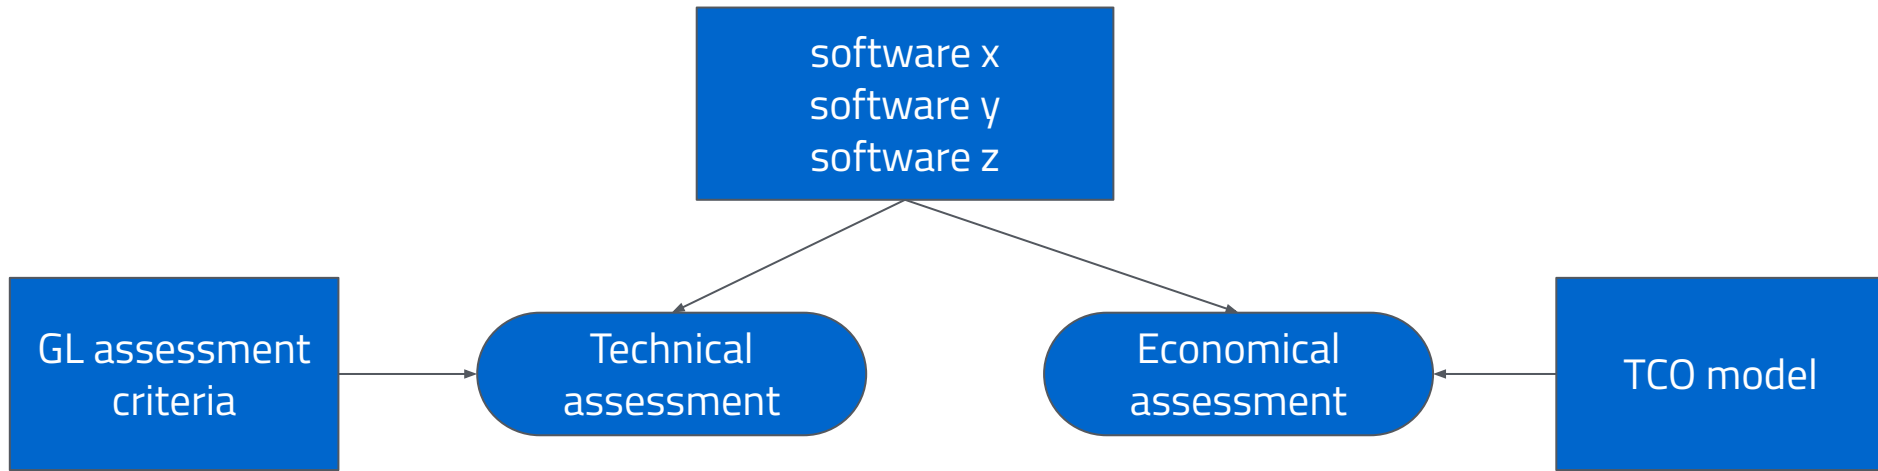 software x
software y
software z
GL assessment
criteria
Technical
assessment
Economical
assessment
TCO model